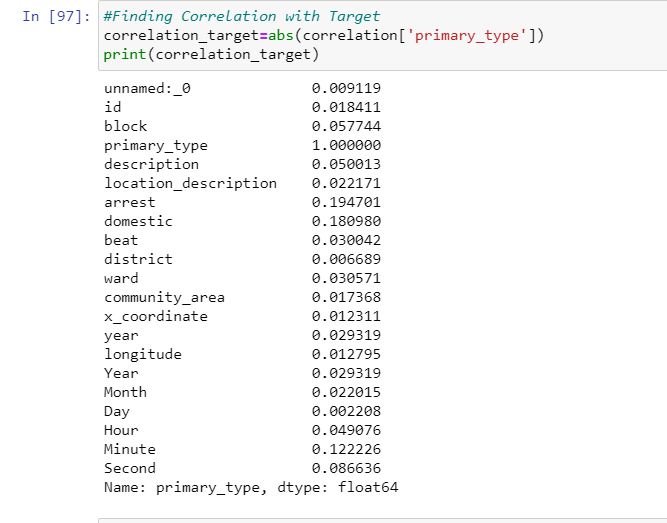 In [97]: #Finding Correlation with Target
correlation_target=abs(correlation['primary_type'])
print(correlation_target)
unnamed:_0 0.009119
id 0.018411
block 0.057744
primary_type 1.000000
description 0.050013
location_description 0.022171
arrest 0.194701
domestic 0.180980
beat 0.030042
district 0.006689
ward 0.030571
community_area 0.017368
x_coordinate 0.012311
year 0.029319
longitude 0.012795
Year 0.029319
Month 0.022015
Day 0.002208
Hour 0.049076
Minute 0.122226
Second 0.086636
Name: primary_type, dtype: float64